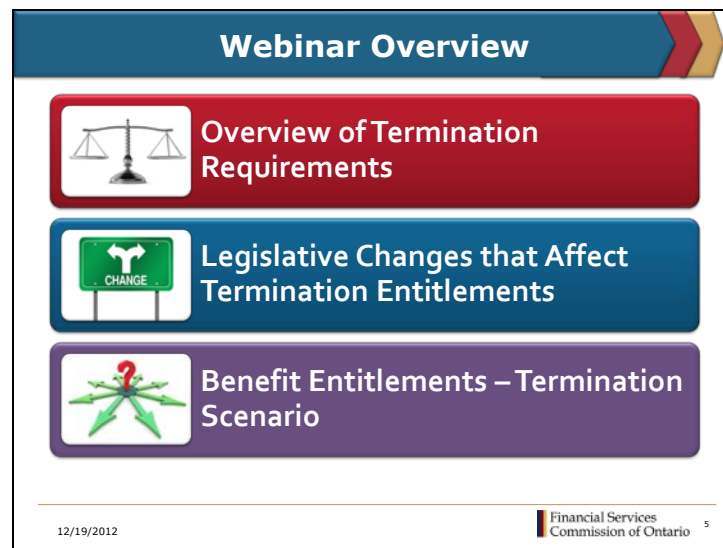 Webinar Overview
Overview of Termination
Requirements
CHANGE
Legislative Changes that Affect
Termination Entitlements
Benefit Entitlements – Termination
Scenario
12/19/2012
Financial Services
Commission of Ontario
5